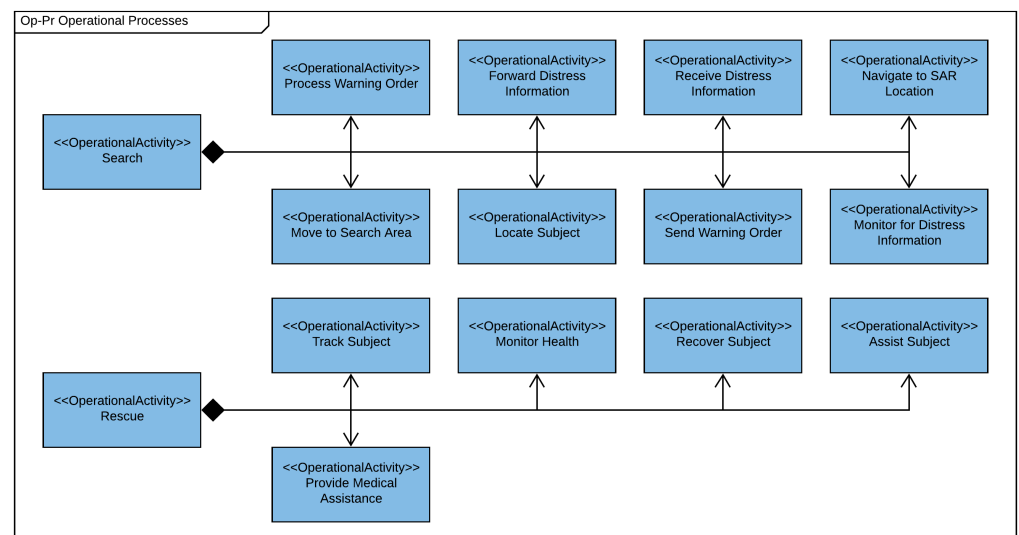 Op-Pr Operational Processes
<<OperationalActivity>>
Process Warning Order
<<OperationalActivity>>
Forward Distress
Information
<<OperationalActivity>>
Receive Distress
Information
<<OperationalActivity>>
Navigate to SAR
Location
<<OperationalActivity>>
Search
<<OperationalActivity>>
Move to Search Area
<<OperationalActivity>>
Locate Subject
<<OperationalActivity>>
Send Warning Order
<<OperationalActivity>>
Monitor for Distress
Information
<<OperationalActivity>>
Track Subject
<<OperationalActivity>>
Monitor Health
<<OperationalActivity>>
Recover Subject
<<OperationalActivity>>
Assist Subject
<<OperationalActivity>>
Rescue
<<OperationalActivity>>
Provide Medical
Assistance